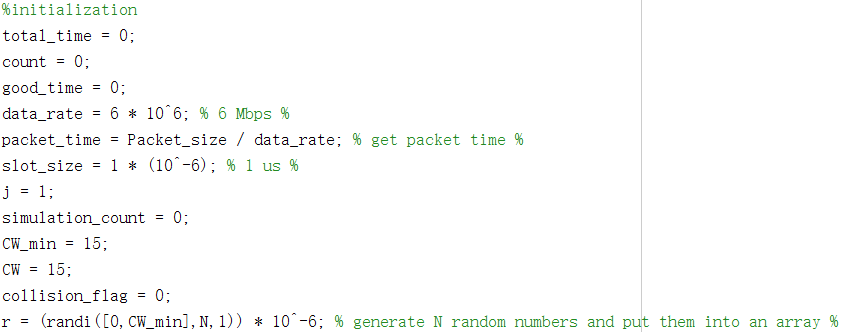 %initialization
total_time = 0;
count = 0;
good_time = 0;
data_rate = 6 * 10^6; % 6 Mbps %
packet_time = Packet_size / data_rate; % get packet time %
slot_size = 1 * (10^-6); % 1 us %
j = 1;
simulation_count = 0;
CW_min = 15;
CW = 15;
collision_flag = 0;
r = (randi([0,CW_min],N,1)) * 10^-6; % generate N random numbers and put them into an array %